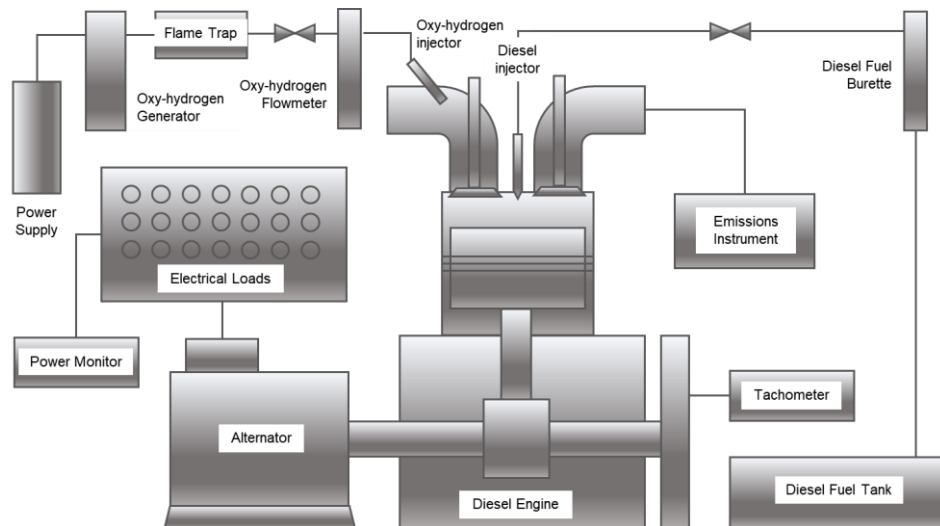 Flame Trap
Oxy-hydrogen
injector
Diesel
injector
Diesel Fuel
Burette
Oxy-hydrogen
Generator
Oxy-hydrogen
Flowmeter
Power
Supply
Emissions
Instrument
Electrical Loads
Power Monitor
Tachometer
Alternator
Diesel Engine
Diesel Fuel Tank